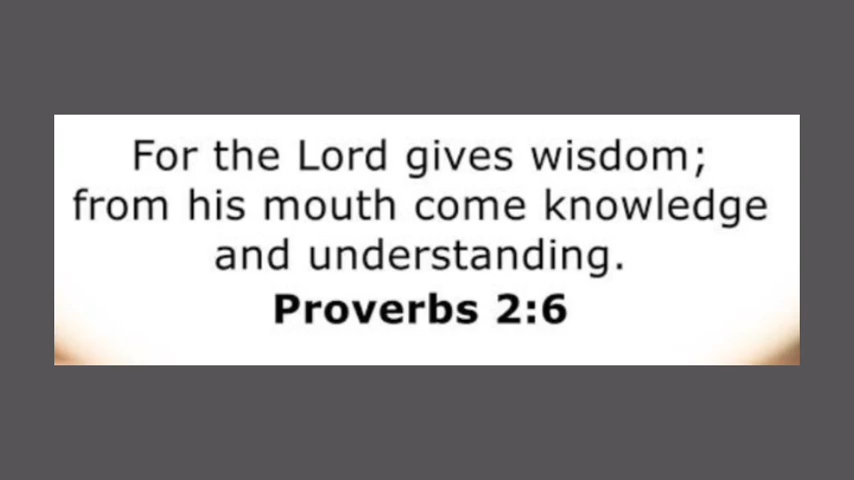 For the Lord gives wisdom;
from his mouth come knowledge
and understanding.
Proverbs 2:6